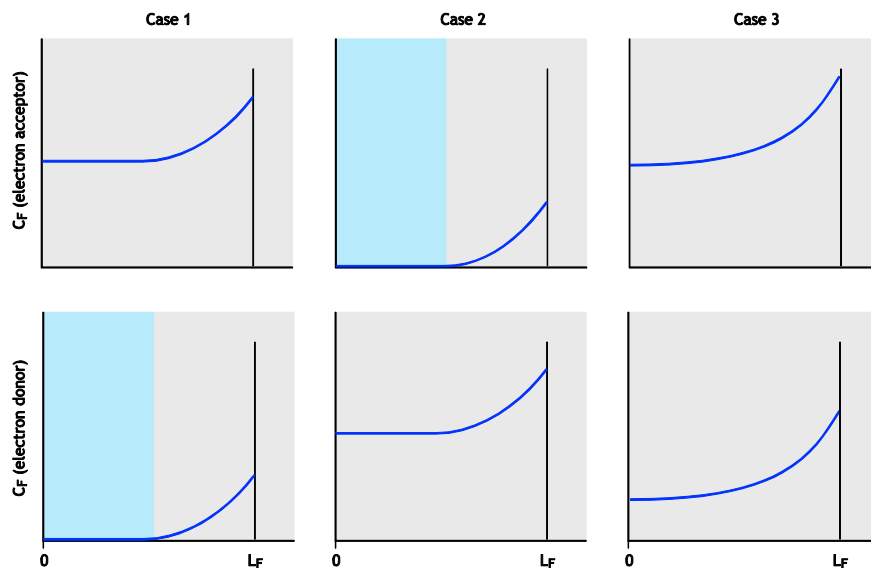 Case 1
Case 2
Case 3
CF (electron acceptor)
CF (electron donor)
0
LF
0
LF
0
LF